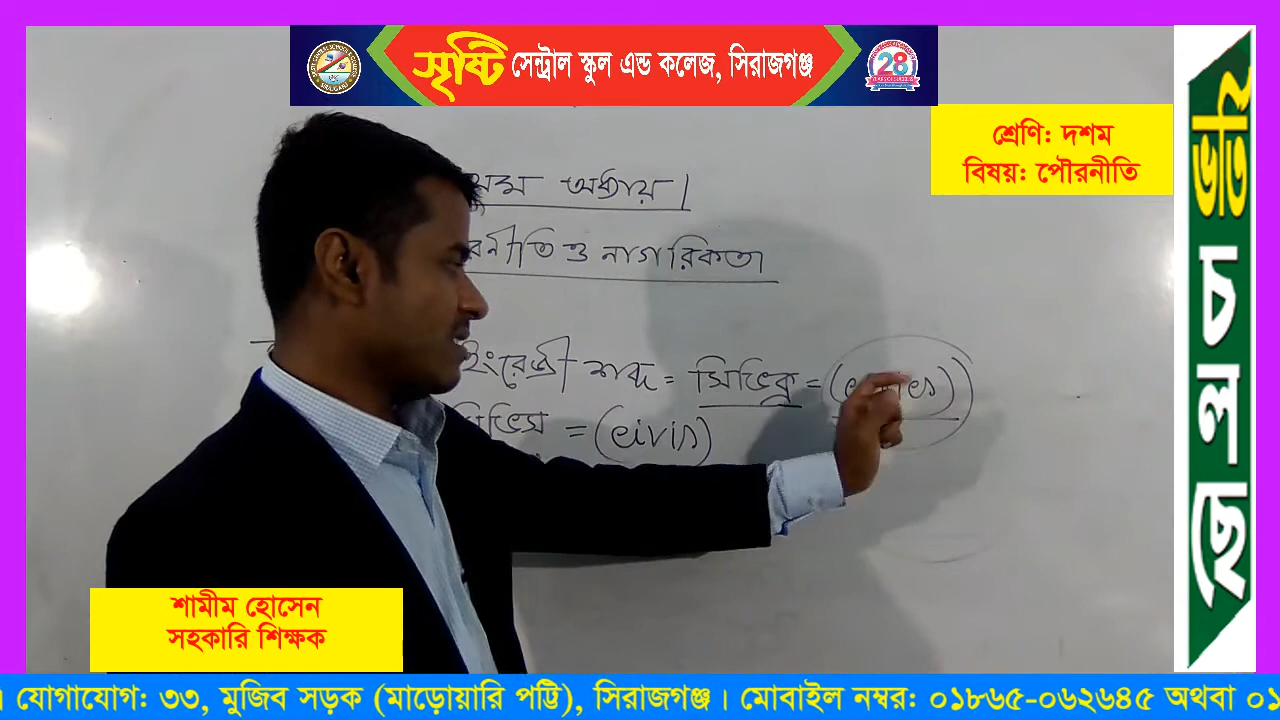 সৃষ্টি সেন্ট্রাল স্কুল এন্ড কলেজ, সিরাজগঞ্জ
28
শ্রেণি: দশম
বিষয়: পৌরনীতি
ভর্তি চলছে
অধ্যায়।
ও নাগরিকতা
ইংরেজী শব্দ = সিভিক্স =
= (civis)
শামীম হোসেন
সহকারি শিক্ষক
যোগাযোগ: ৩৩, মুজিব সড়ক (মাড়োয়ারি পট্টি), সিরাজগঞ্জ। মোবাইল নম্বর: ০১৮৬৫-০৬২৬৪৫ অথবা ০১